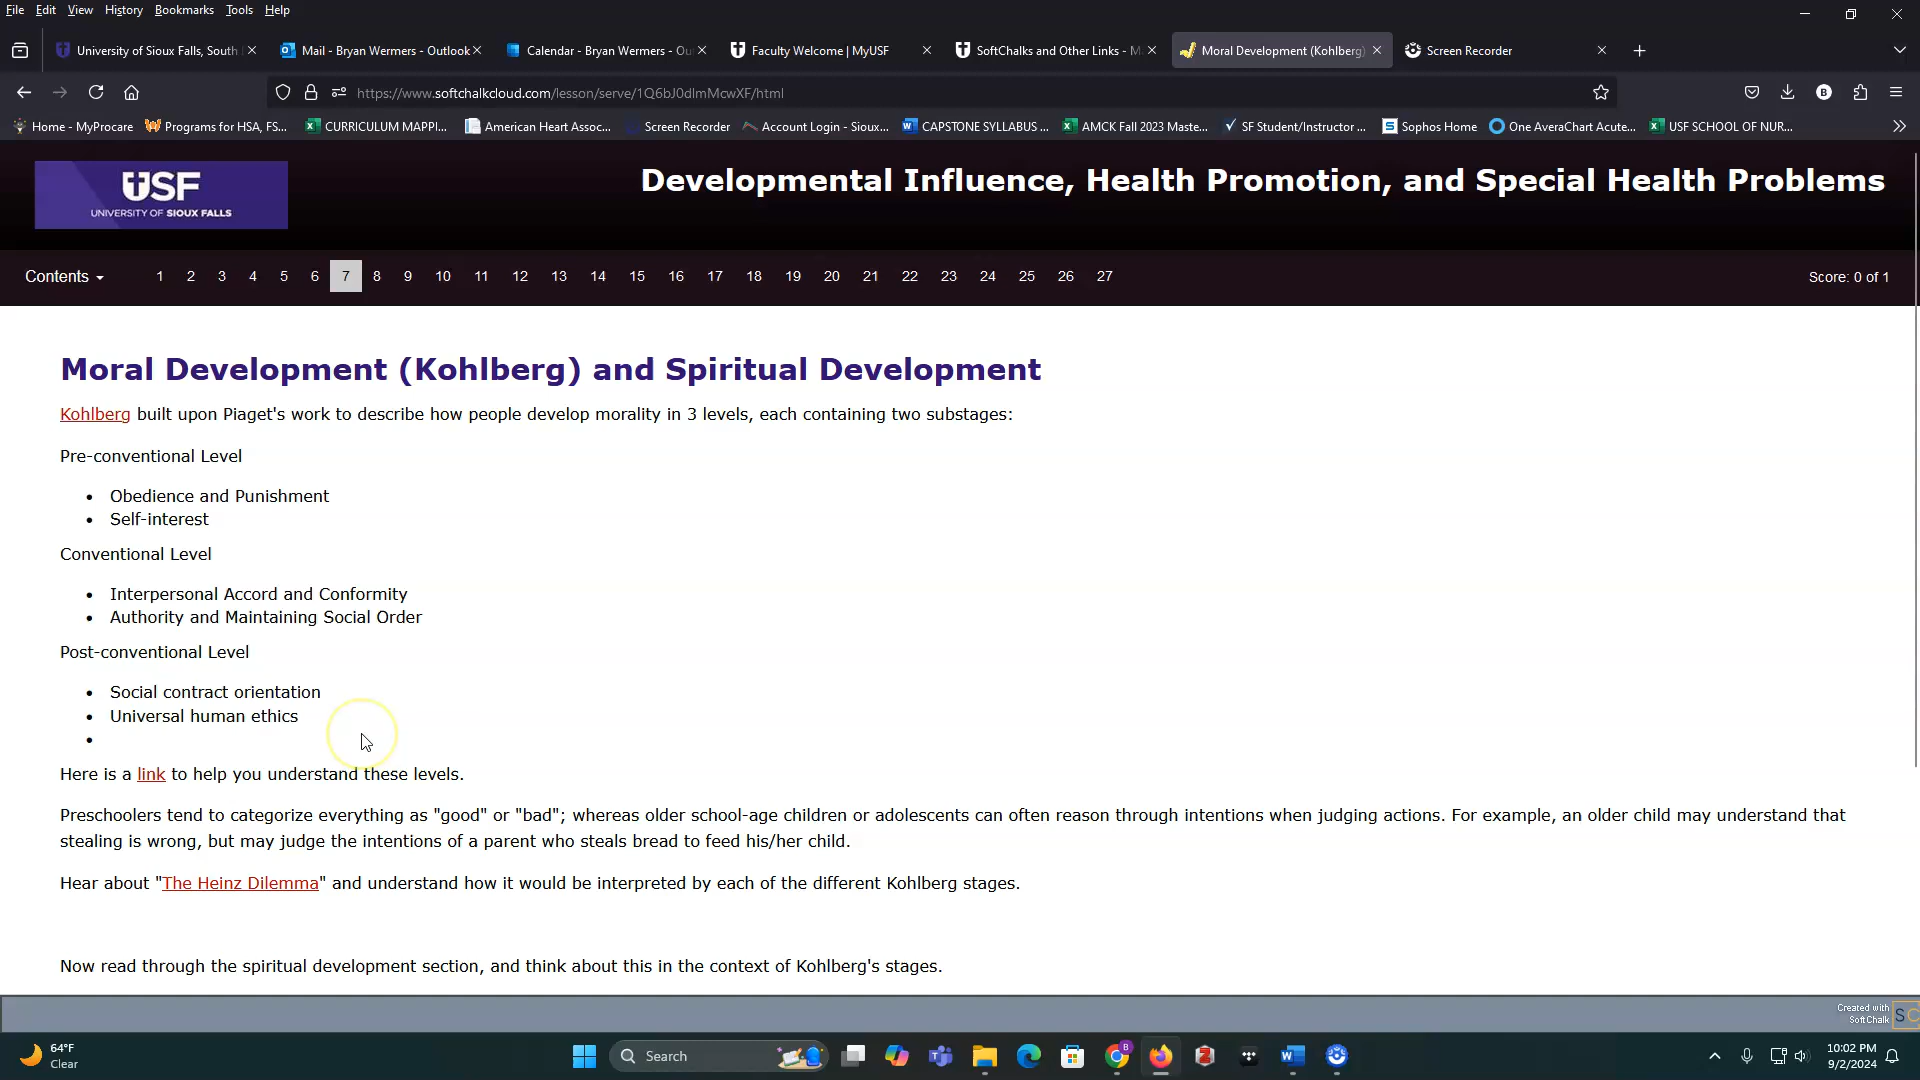 File Edit View History Bookmarks Tools Help
University of Sioux Falls, South
Mail - Bryan Wermers - Outlook
Calendar - Bryan Wermers - Ou
Faculty Welcome | MyUSF
SoftChalks and Other Links - M
Moral Development (Kohlberg)
Screen Recorder
https://www.softchalkcloud.com/lesson/serve/1Q6bJ0dlmMcwXF/html
B
Home - MyProcare
Programs for HSA, FS...
CURRICULUM MAPPI...
American Heart Assoc...
Screen Recorder
Account Login - Sioux...
CAPSTONE SYLLABUS ...
AMCK Fall 2023 Maste...
SF Student/Instructor ...
Sophos Home
One AveraChart Acute...
USF SCHOOL OF NUR...
USF
UNIVERSITY OF SIOUX FALLS
Developmental Influence, Health Promotion, and Special Health Problems
Contents 1 2 3 4 5 6 7 8 9 10 11 12 13 14 15 16 17 18 19 20 21 22 23 24 25 26 27 Score: 0 of 1
Moral Development (Kohlberg) and Spiritual Development
Kohlberg built upon Piaget's work to describe how people develop morality in 3 levels, each containing two substages:
Pre-conventional Level
• Obedience and Punishment
• Self-interest
Conventional Level
• Interpersonal Accord and Conformity
• Authority and Maintaining Social Order
Post-conventional Level
• Social contract orientation
• Universal human ethics
•
Here is a link to help you understand these levels.
Preschoolers tend to categorize everything as "good" or "bad"; whereas older school-age children or adolescents can often reason through intentions when judging actions. For example, an older child may understand that
stealing is wrong, but may judge the intentions of a parent who steals bread to feed his/her child.
Hear about "The Heinz Dilemma" and understand how it would be interpreted by each of the different Kohlberg stages.
Now read through the spiritual development section, and think about this in the context of Kohlberg's stages.
Created with
SoftChalk
SC
64°F
Clear
Search
10:02 PM
9/2/2024